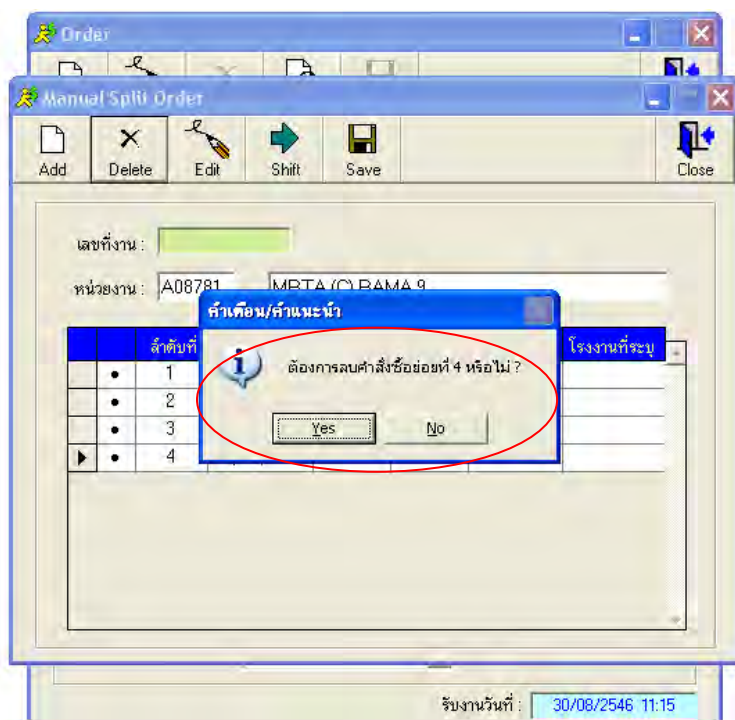 Order
Manual Split Order
Add Delete Edit Shift Save Close
เลขที่งาน :
หน่วยงาน : A08781 MRTA (C) RAMA 9
คำเตือน/คำแนะนำ
ลำดับที่ โรงงานที่ระบุ
ต้องการลบคำสั่งซื้อย่อยที่ 4 หรือไม่ ?
1
2
3
4
Yes No
รับงานวันที่ : 30/08/2546 11:15